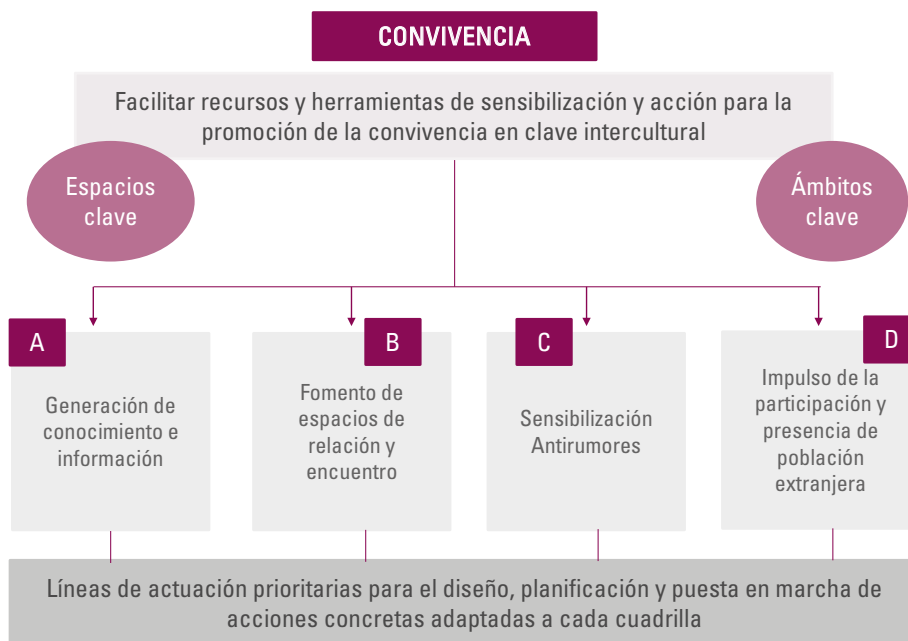 CONVIVENCIA
Facilitar recursos y herramientas de sensibilización y acción para la
promoción de la convivencia en clave intercultural
Espacios
clave
Ámbitos
clave
A
Generación de
conocimiento e
información
B
Fomento de
espacios de
relación y
encuentro
C
Sensibilización
Antirumores
D
Impulso de la
participación y
presencia de
población
extranjera
Líneas de actuación prioritarias para el diseño, planificación y puesta en marcha de
acciones concretas adaptadas a cada cuadrilla